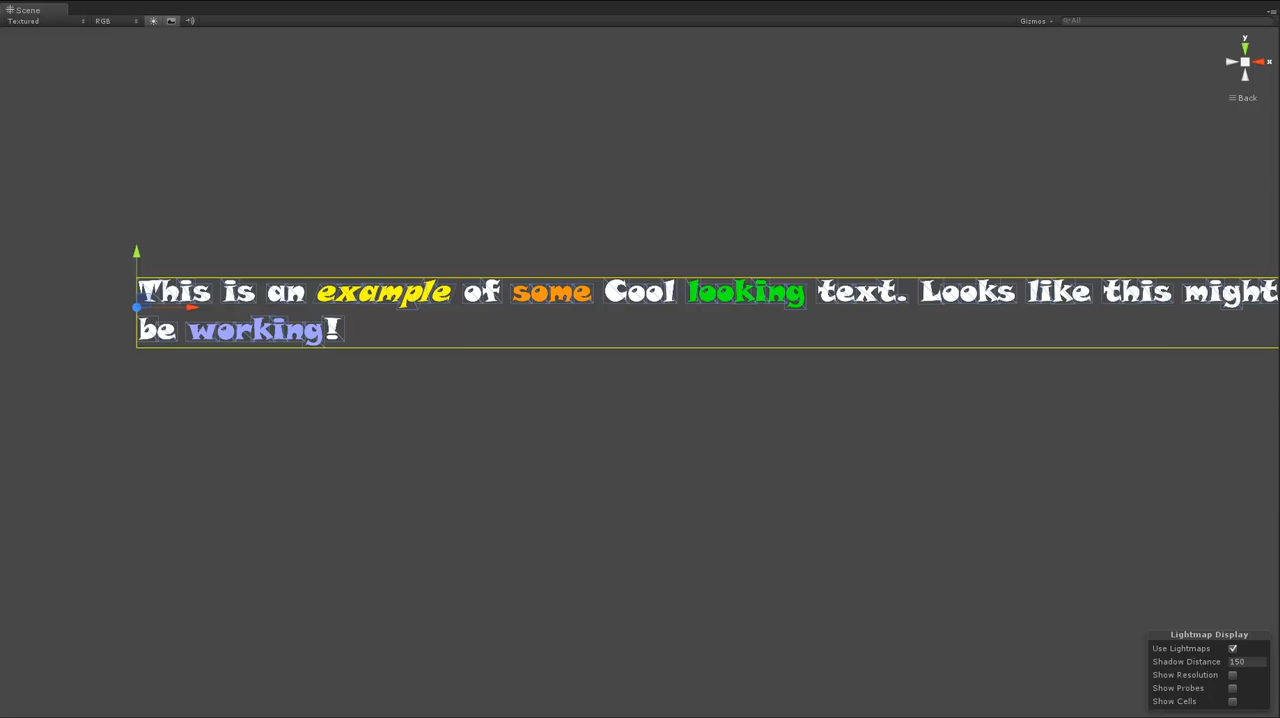 Scene
Textured RGB Gizmos All
y
x
Back
This is an example of some Cool looking text. Looks like this might
be working!
Lightmap Display
Use Lightmaps
Shadow Distance 150
Show Resolution
Show Probes
Show Cells